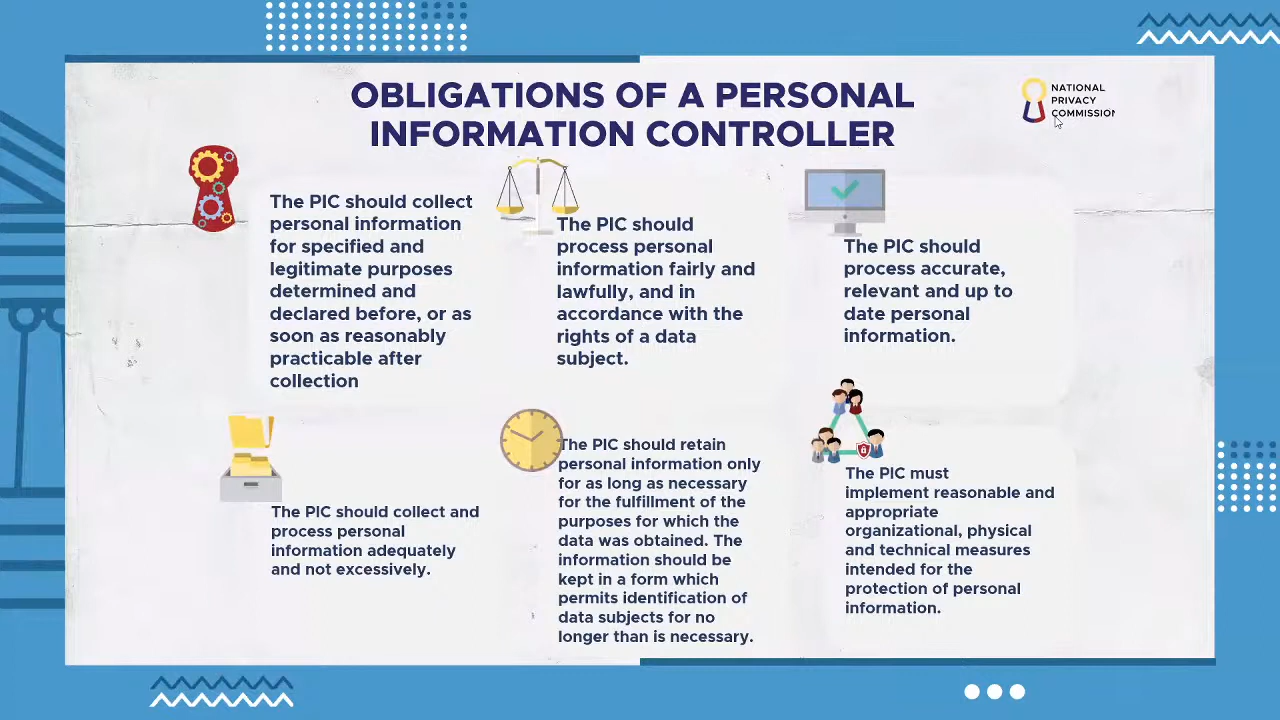 OBLIGATIONS OF A PERSONAL
INFORMATION CONTROLLER
NATIONAL
PRIVACY
COMMISSION
The PIC should collect
personal information
for specified and
legitimate purposes
determined and
declared before, or as
soon as reasonably
practicable after
collection
The PIC should
process personal
information fairly and
lawfully, and in
accordance with the
rights of a data
subject.
The PIC should
process accurate,
relevant and up to
date personal
information.
The PIC should collect and
process personal
information adequately
and not excessively.
The PIC should retain
personal information only
for as long as necessary
for the fulfillment of the
purposes for which the
data was obtained. The
information should be
kept in a form which
permits identification of
data subjects for no
longer than is necessary.
The PIC must
implement reasonable and
appropriate
organizational, physical
and technical measures
intended for the
protection of personal
information.